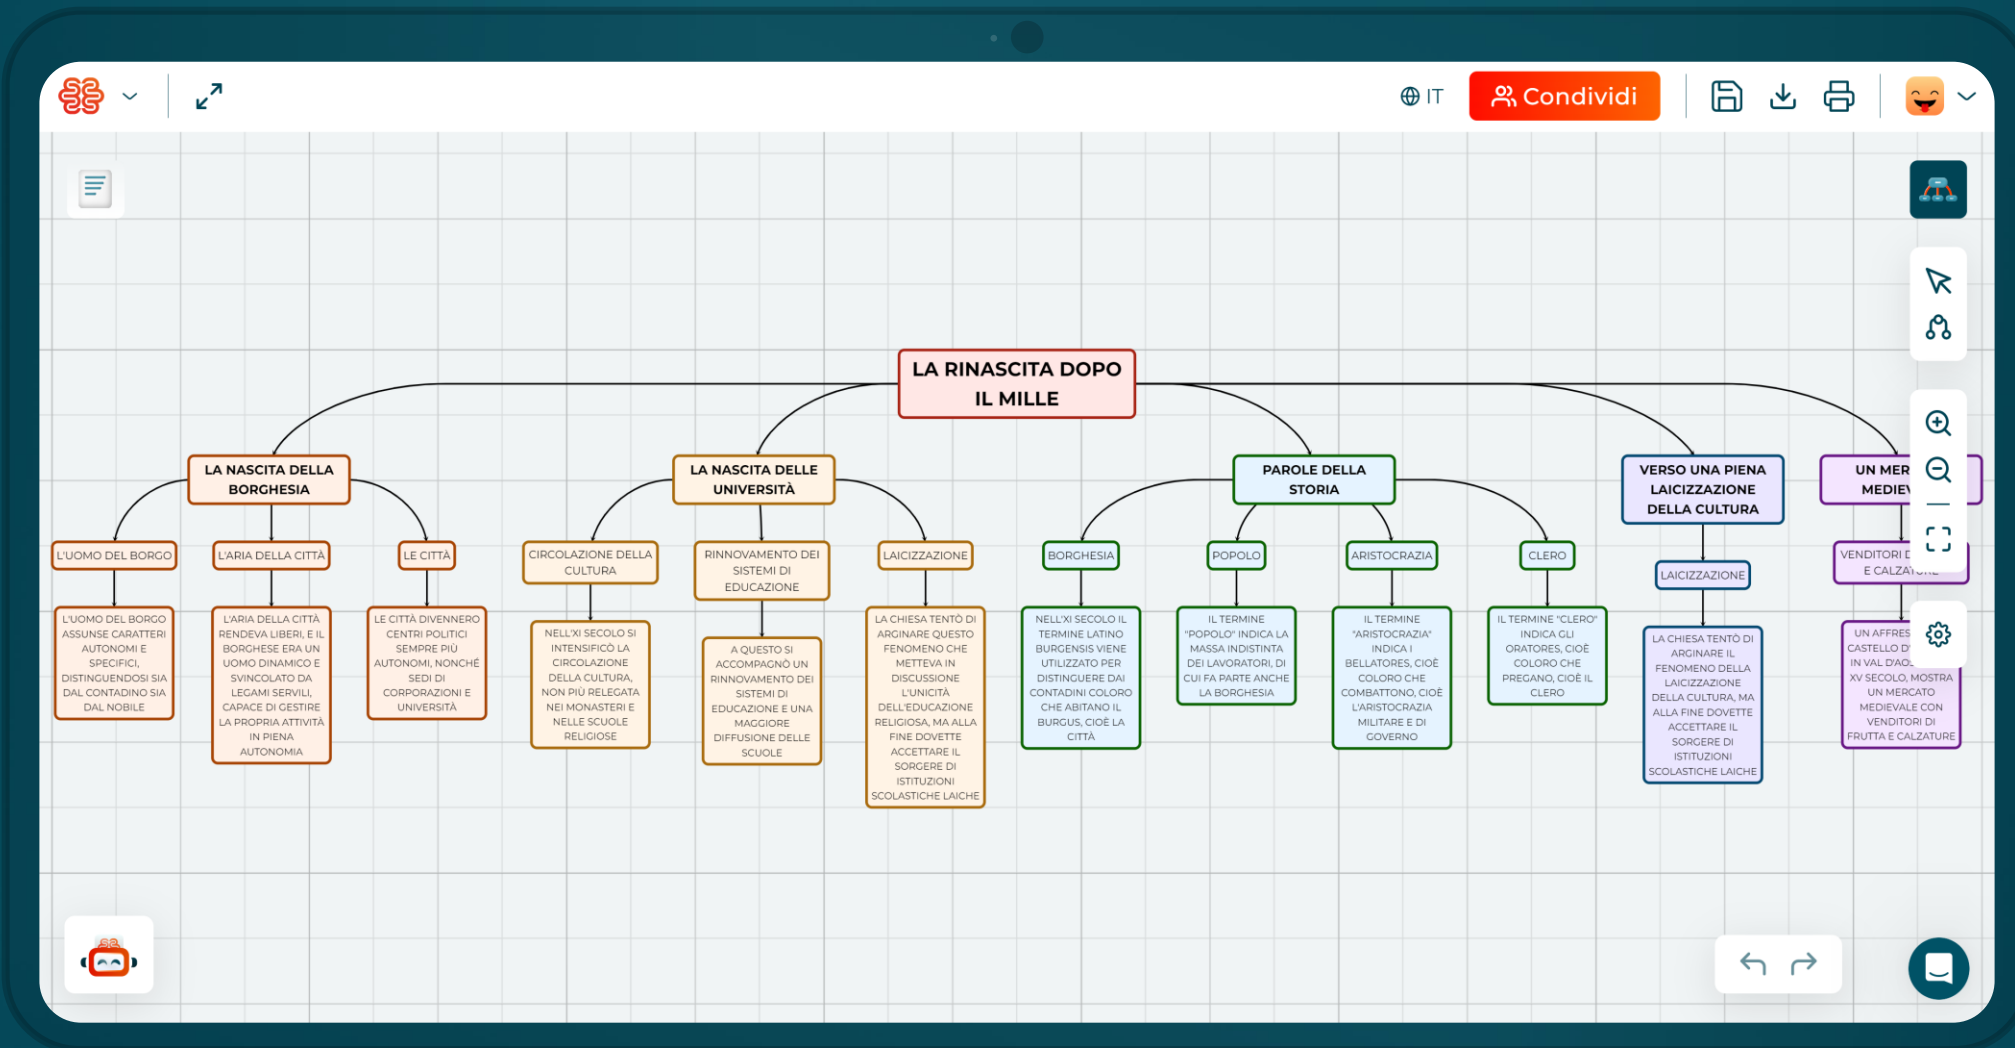 IT
Condividi
LA RINASCITA DOPO
IL MILLE
LA NASCITA DELLA
BORGHESIA
LA NASCITA DELLE
UNIVERSITÀ
PAROLE DELLA
STORIA
VERSO UNA PIENA
LAICIZZAZIONE
DELLA CULTURA
UN
L'UOMO DEL BORGO
L'ARIA DELLA CITTÀ
LE CITTÀ
CIRCOLAZIONE DELLA
CULTURA
RINNOVAMENTO DEI
SISTEMI DI
EDUCAZIONE
LAICIZZAZIONE
BORGHESIA
POPOLO
ARISTOCRAZIA
CLERO
LAICIZZAZIONE
VENDITORI
E
L'UOMO DEL BORGO
ASSUNSE CARATTERI
AUTONOMI E
SPECIFICI,
DISTINGUENDOSI SIA
DAL CONTADINO SIA
DAL NOBILE
L'ARIA DELLA CITTÀ
RENDEVA LIBERI, E IL
BORGHESE ERA UN
UOMO DINAMICO E
SVINCOLATO DA
LEGAMI SERVILI,
CAPACE DI GESTIRE
LA PROPRIA ATTIVITÀ
IN PIENA
AUTONOMIA
LE CITTÀ DIVENNERO
CENTRI POLITICI
SEMPRE PIÙ
AUTONOMI, NONCHÉ
SEDI DI
CORPORAZIONI E
UNIVERSITÀ
NELL'XI SECOLO SI
INTENSIFICÒ LA
CIRCOLAZIONE
DELLA CULTURA,
NON PIÙ RELEGATA
NEI MONASTERI E
NELLE SCUOLE
RELIGIOSE
A QUESTO SI
ACCOMPAGNÒ UN
RINNOVAMENTO DEI
SISTEMI DI
EDUCAZIONE E UNA
MAGGIORE
DIFFUSIONE DELLE
SCUOLE
LA CHIESA TENTÒ DI
ARGINARE QUESTO
FENOMENO CHE
METTEVA IN
DISCUSSIONE
L'UNICITÀ
DELL'EDUCAZIONE
RELIGIOSA, MA ALLA
FINE DOVETTE
ACCETTARE IL
SORGERE DI
ISTITUZIONI
SCOLASTICHE LAICHE
NELL'XI SECOLO IL
TERMINE LATINO
BURGENSIS VIENE
UTILIZZATO PER
DISTINGUERE DAI
CONTADINI COLORO
CHE ABITANO IL
BURGUS, CIOÈ LA
CITTÀ
IL TERMINE
"POPOLO" INDICA LA
MASSA INDISTINTA
DEI LAVORATORI, DI
CUI FA PARTE ANCHE
LA BORGHESIA
IL TERMINE
"ARISTOCRAZIA"
INDICA I
BELLATORES, CIOÈ
COLORO CHE
COMBATTONO, CIOÈ
L'ARISTOCRAZIA
MILITARE E DI
GOVERNO
IL TERMINE "CLERO"
INDICA GLI
ORATORES, CIOÈ
COLORO CHE
PREGANO, CIOÈ IL
CLERO
LA CHIESA TENTÒ DI
ARGINARE IL
FENOMENO DELLA
LAICIZZAZIONE
DELLA CULTURA, MA
ALLA FINE DOVETTE
ACCETTARE IL
SORGERE DI
ISTITUZIONI
SCOLASTICHE LAICHE
UN
CASTELLO
IN VAL
XV SECOLO, MOSTRA
UN MERCATO
MEDIEVALE CON
VENDITORI DI
FRUTTA E CALZATURE